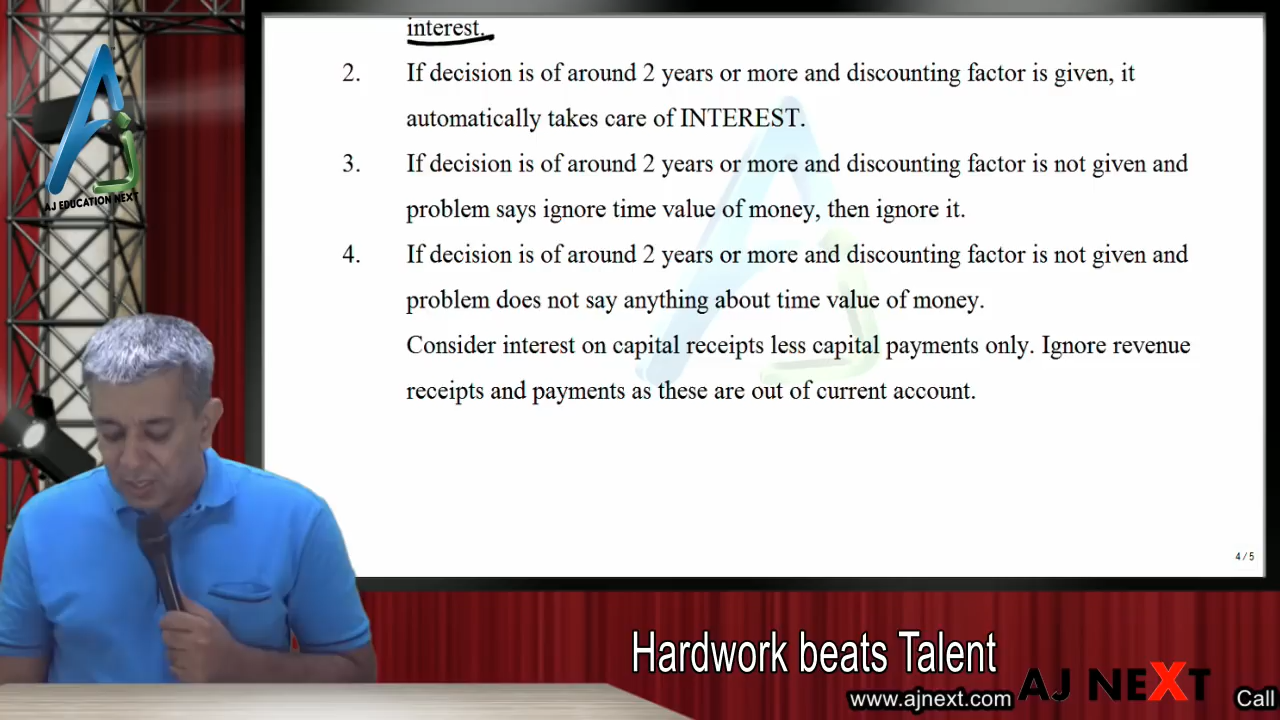 interest.
2. If decision is of around 2 years or more and discounting factor is given, it
automatically takes care of INTEREST.
3. If decision is of around 2 years or more and discounting factor is not given and
problem says ignore time value of money, then ignore it.
4. If decision is of around 2 years or more and discounting factor is not given and
problem does not say anything about time value of money.
Consider interest on capital receipts less capital payments only. Ignore revenue
receipts and payments as these are out of current account.
4 / 5
AJ EDUCATION NEXT
Hardwork beats Talent
www.ajnext.com AJ NEXT Call